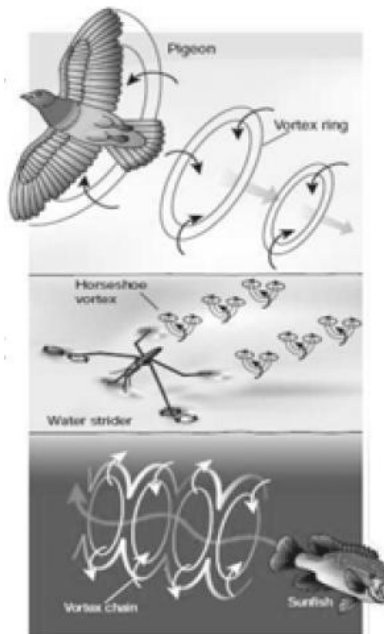 Pigeon
Vortex ring
Horseshoe
vortex
Water strider
Vortex chain
Sunfish